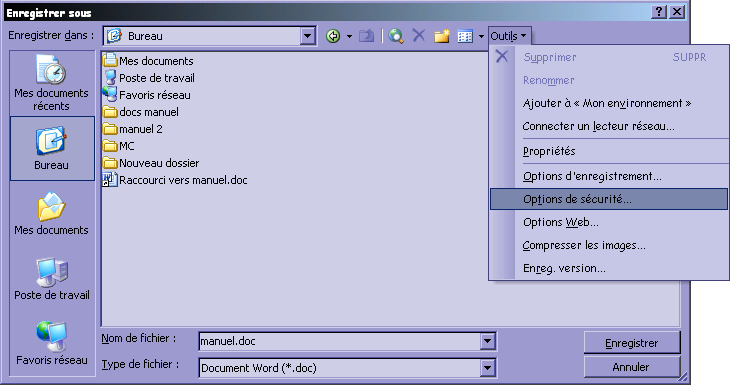 Enregistrer sous
Enregistrer dans :
Bureau
Outils
Mes documents récents
Bureau
Mes documents
Poste de travail
Favoris réseau
Mes documents
Poste de travail
Favoris réseau
docs manuel
manuel 2
MC
Nouveau dossier
Raccourci vers manuel.doc
Supprimer SUPPR
Renommer
Ajouter à « Mon environnement »
Connecter un lecteur réseau...
Propriétés
Options d'enregistrement...
Options de sécurité...
Options Web...
Compresser les images...
Enreg. version...
Nom de fichier :
manuel.doc
Enregistrer
Type de fichier :
Document Word (*.doc)
Annuler